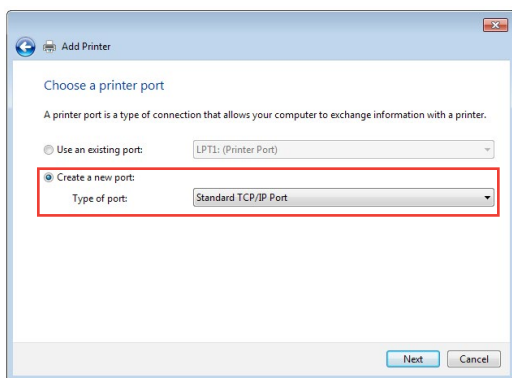 Add Printer
Choose a printer port
A printer port is a type of connection that allows your computer to exchange information with a printer.
Use an existing port: LPT1: (Printer Port)
Create a new port:
Type of port: Standard TCP/IP Port
Next Cancel